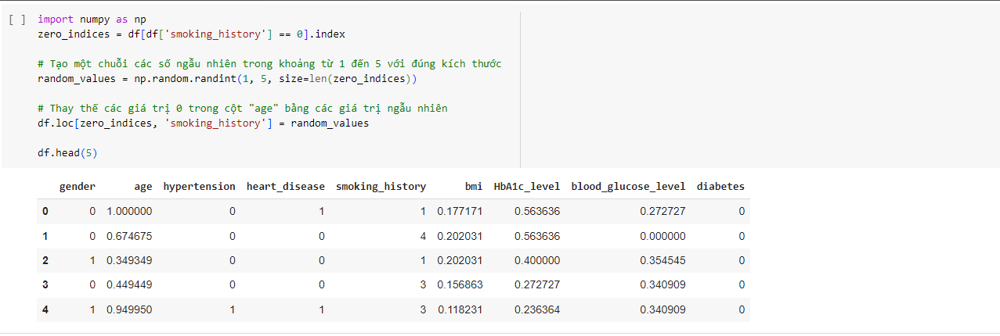 [ ] import numpy as np
zero_indices = df[df['smoking_history'] == 0].index
# Tạo một chuỗi các số ngẫu nhiên trong khoảng từ 1 đến 5 với đúng kích thước
random_values = np.random.randint(1, 5, size=len(zero_indices))
# Thay thế các giá trị 0 trong cột "age" bằng các giá trị ngẫu nhiên
df.loc[zero_indices, 'smoking_history'] = random_values
df.head(5)
gender age hypertension heart_disease smoking_history bmi HbA1c_level blood_glucose_level diabetes
0 0 1.000000 0 1 1 0.177171 0.563636 0.272727 0
1 0 0.674675 0 0 4 0.202031 0.563636 0.000000 0
2 1 0.349349 0 0 1 0.202031 0.400000 0.354545 0
3 0 0.449449 0 0 3 0.156863 0.272727 0.340909 0
4 1 0.949950 1 1 3 0.118231 0.236364 0.340909 0